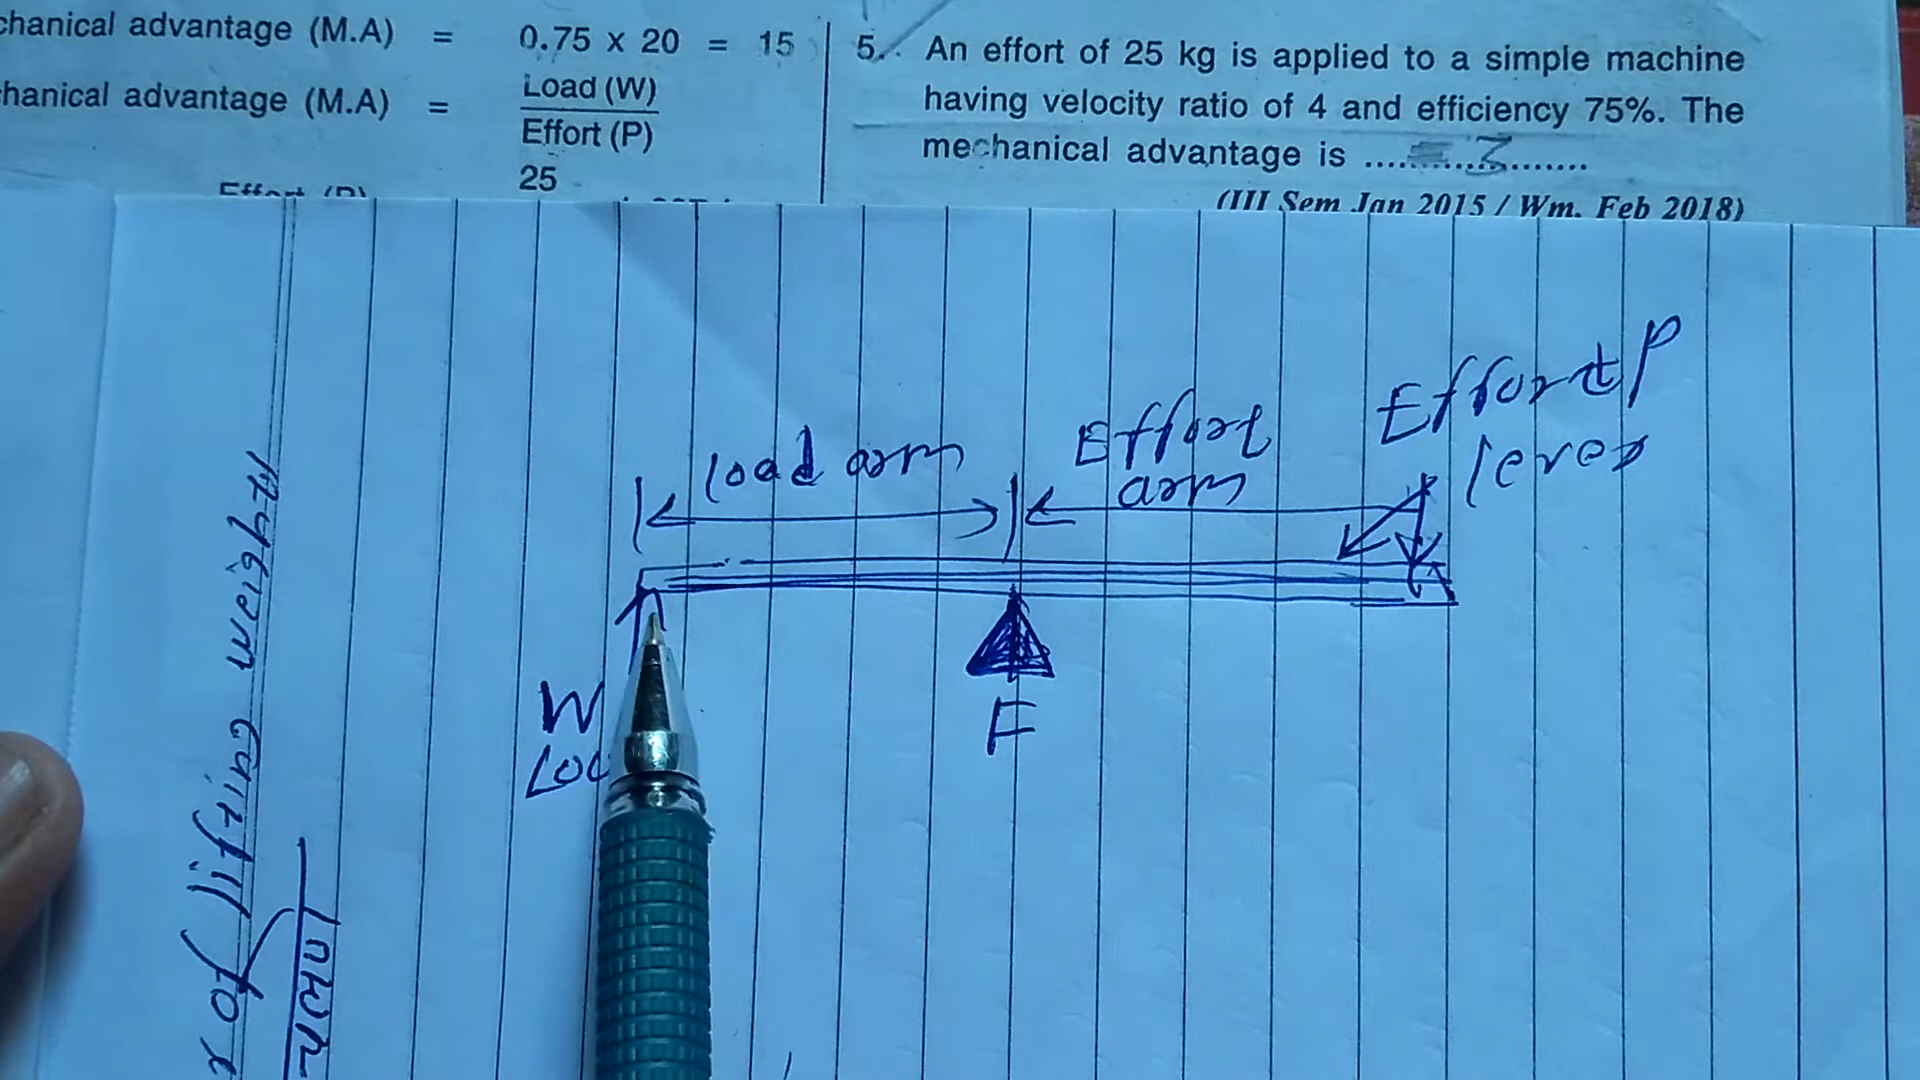 chanical advantage (M.A) = 0.75 x 20 = 15
hanical advantage (M.A) = Load (W)
Effort (P)
25
Effort (P)
5. An effort of 25 kg is applied to a simple machine
having velocity ratio of 4 and efficiency 75%. The
mechanical advantage is .......... 3 ..........
(III Sem Jan 2015 / Wm. Feb 2018)
load arm
Effort
arm
Effort P
lever
W
F
of lifting weight